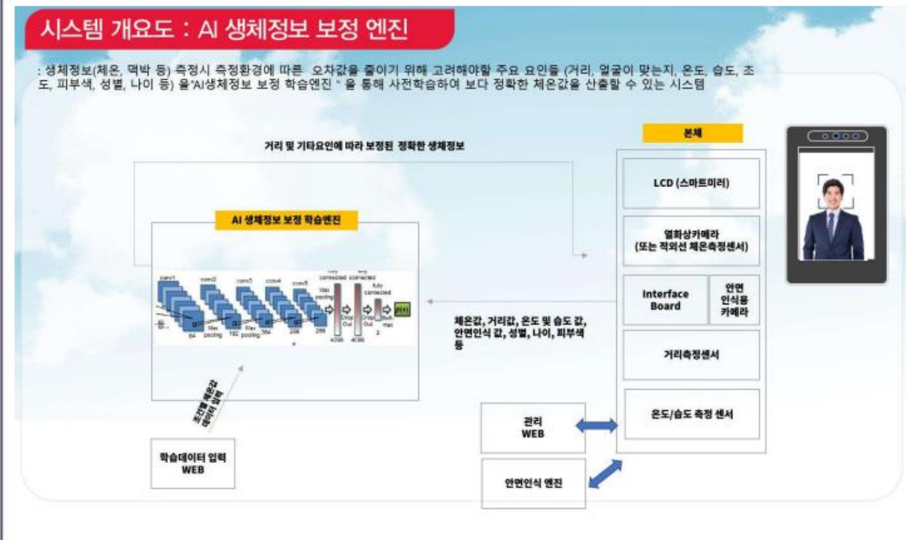 시스템 개요도 : AI 생체정보 보정 엔진
: 생체정보(체온, 맥박 등) 측정시 측정환경에 따른 오차값을 줄이기 위해 고려해야할 주요 요인들 (거리, 얼굴이 맞는지, 온도, 습도, 조
도, 피부색, 성별, 나이 등) 을"AI생체정보 보정 학습엔진 " 을 통해 사전학습하여 보다 정확한 체온값을 산출할 수 있는 시스템
거리 및 기타요인에 따라 보정된 정확한 생체정보
본체
LCD (스마트미러)
열화상카메라
(또는 적외선 체온측정센서)
Interface
Board
안면
인식용
카메라
거리측정센서
온도/습도 측정 센서
AI 생체정보 보정 학습엔진
conv1
conv2
conv3
conv4
conv5
connected
connected
fully
connected
Max
pooling
Max
pooling
Max
pooling
Drop
Out
Drop
Out
max
64
192
384
256
256
4096
4096
체온값, 거리값, 온도 및 습도 값,
안면인식 값, 성별, 나이, 피부색
등
조건별 체온값
데이터 입력
학습데이터 입력
WEB
관리
WEB
안면인식 엔진